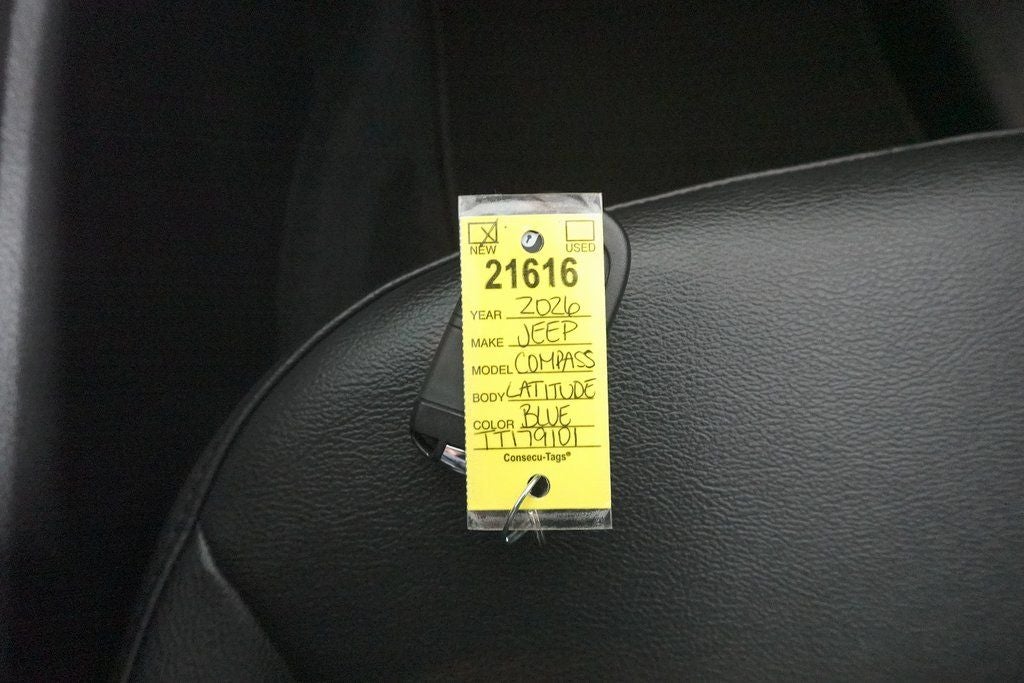 X
NEW USED
21616
YEAR 2026
MAKE JEEP
MODEL COMPASS
BODY LATITUDE
COLOR BLUE
TT179101
Consecu-Tags®